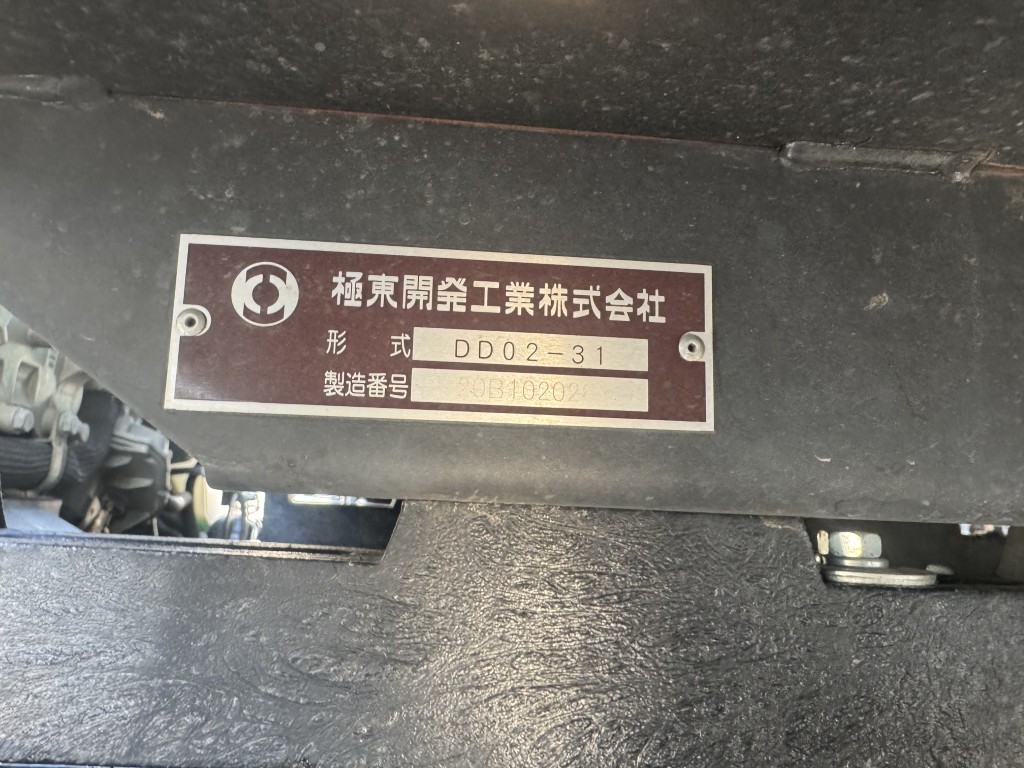 極東開発工業株式会社
形 式 DD02-31
製造番号